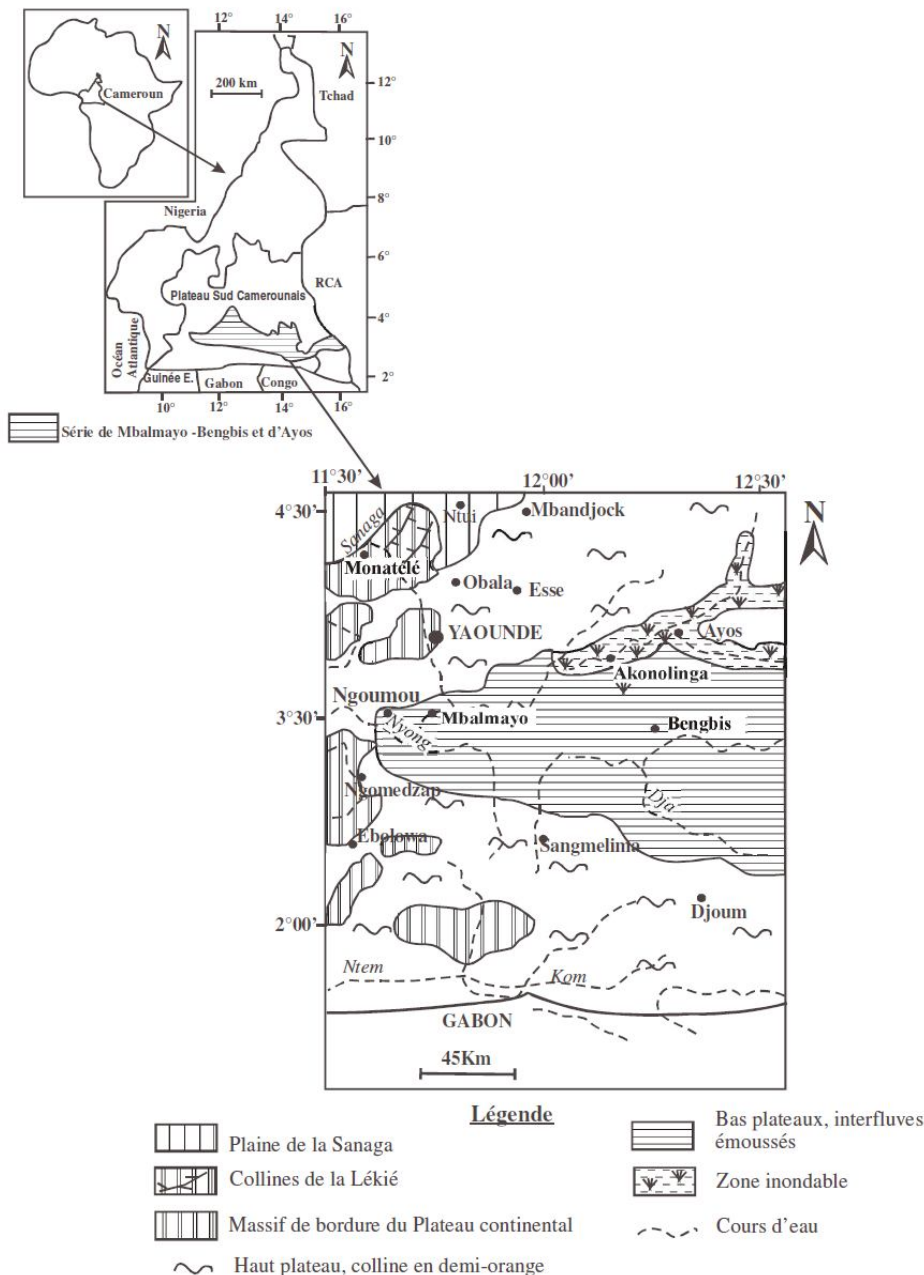 N
Cameroun
12° 14° 16°
N
200 km
Tchad
12°
10°
8°
6°
4°
2°
Nigeria
RCA
Plateau Sud Camerounais
Océan
Atlantique
Guinée E.
Gabon
Congo
10° 12° 14° 16°
Série de Mbalmayo -Bengbis et d'Ayos
11°30' 12°00' 12°30'
4°30'
3°30'
2°00'
N
Sanaga
Ntui
Mbandjock
Monatélé
Obala
Esse
YAOUNDE
Ayos
Akonolinga
Ngoumou
Mbalmayo
Nyong
Bengbis
Ngomedzap
Dja
Ebolowa
Sangmelima
Djoum
Ntem
Kom
GABON
45Km
Légende
Plaine de la Sanaga
Collines de la Lékié
Massif de bordure du Plateau continental
Haut plateau, colline en demi-orange
Bas plateaux, interfluves
émoussés
Zone inondable
Cours d'eau